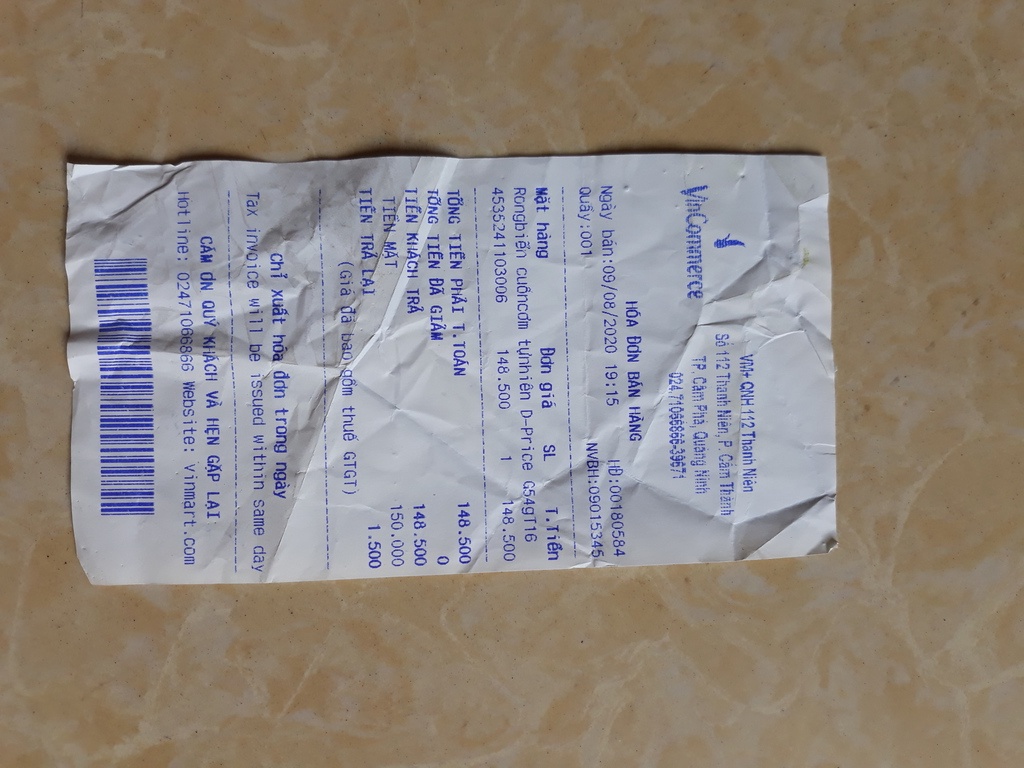 VinCommerce
VM+ QNH 112 Thanh Niên
Số 112 Thanh Niên, P. Cẩm Thành
TP. Cẩm Phả, Quảng Ninh
024.71066866-39671
HÓA ĐƠN BÁN HÀNG
Ngày bán:09/08/2020 19:15 HĐ:00180584
Quầy:001 NVBH:09015345
Mặt hàng Đơn giá SL T.Tiền
Rongbiển cuốncơm tựnhiên D-Price G54gT16
4535241103006 148.500 1 148.500
TỔNG TIỀN PHẢI T.TOÁN 148.500
TỔNG TIỀN ĐÃ GIẢM 0
TIỀN KHÁCH TRẢ 148.500
TIỀN MẶT 150.000
TIỀN TRẢ LẠI 1.500
(Giá đã bao gồm thuế GTGT)
Chỉ xuất hóa đơn trong ngày
Tax invoice will be issued within same day
CẢM ƠN QUÝ KHÁCH VÀ HẸN GẶP LẠI
Hotline: 02471066866 Website: vinmart.com